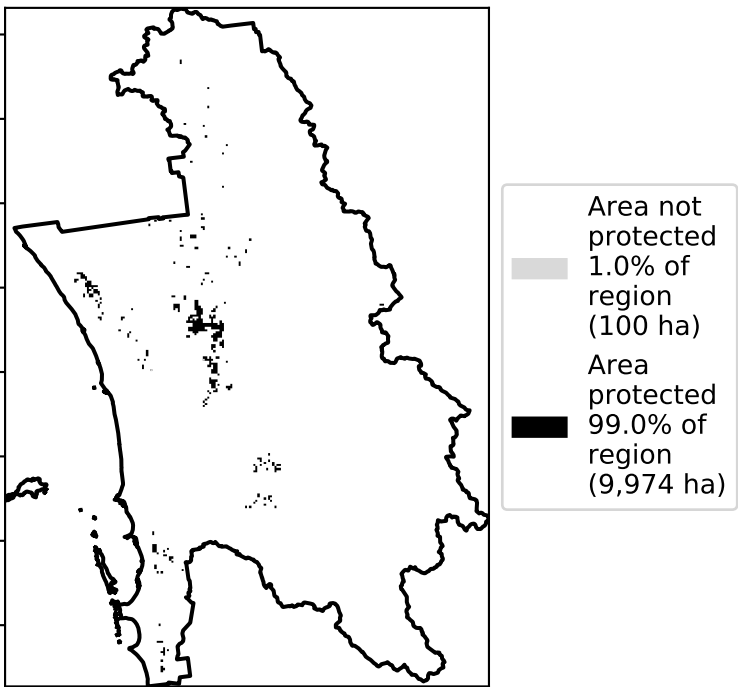 Area not
protected
1.0% of
region
(100 ha)
Area
protected
99.0% of
region
(9,974 ha)